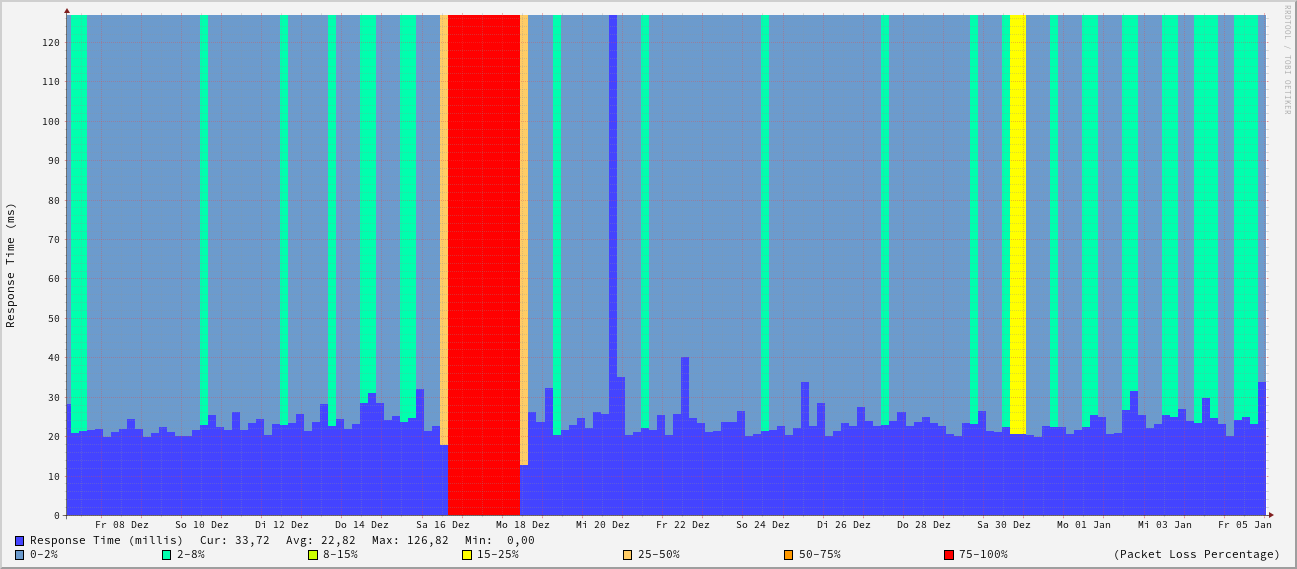 RRDTOOL / TOBI OETIKER
Response Time (ms)
120
110
100
90
80
70
60
50
40
30
20
10
0
Fr 08 Dez So 10 Dez Di 12 Dez Do 14 Dez Sa 16 Dez Mo 18 Dez Mi 20 Dez Fr 22 Dez So 24 Dez Di 26 Dez Do 28 Dez Sa 30 Dez Mo 01 Jan Mi 03 Jan Fr 05 Jan
Response Time (millis) Cur: 33,72 Avg: 22,82 Max: 126,82 Min: 0,00
0-2% 2-8% 8-15% 15-25% 25-50% 50-75% 75-100% (Packet Loss Percentage)